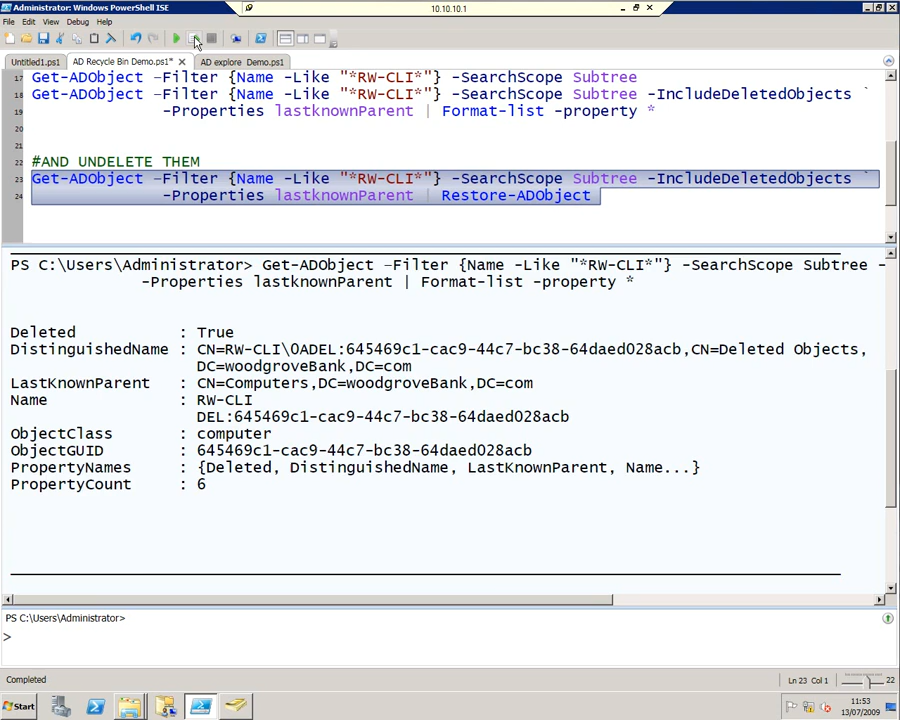 Administrator: Windows PowerShell ISE
10.10.10.1
File Edit View Debug Help
Untitled1.ps1 AD Recycle Bin Demo.ps1* AD explore Demo.ps1
17 Get-ADObject –Filter {Name -Like "*RW-CLI*"} -SearchScope Subtree
18 Get-ADObject –Filter {Name -Like "*RW-CLI*"} -SearchScope Subtree -IncludeDeletedObjects `
19 -Properties lastknownParent | Format-list -property *
20
21
22 #AND UNDELETE THEM
23 Get-ADObject –Filter {Name -Like "*RW-CLI*"} -SearchScope Subtree -IncludeDeletedObjects `
24 -Properties lastknownParent | Restore-ADObject
PS C:\Users\Administrator> Get-ADObject –Filter {Name -Like "*RW-CLI*"} -SearchScope Subtree -
-Properties lastknownParent | Format-list -property *
Deleted : True
DistinguishedName : CN=RW-CLI\0ADEL:645469c1-cac9-44c7-bc38-64daed028acb,CN=Deleted Objects,
DC=woodgroveBank,DC=com
LastKnownParent : CN=Computers,DC=woodgroveBank,DC=com
Name : RW-CLI
DEL:645469c1-cac9-44c7-bc38-64daed028acb
ObjectClass : computer
ObjectGUID : 645469c1-cac9-44c7-bc38-64daed028acb
PropertyNames : {Deleted, DistinguishedName, LastKnownParent, Name...}
PropertyCount : 6
PS C:\Users\Administrator>
>
Completed Ln 23 Col 1 22
Start 11:53
13/07/2009